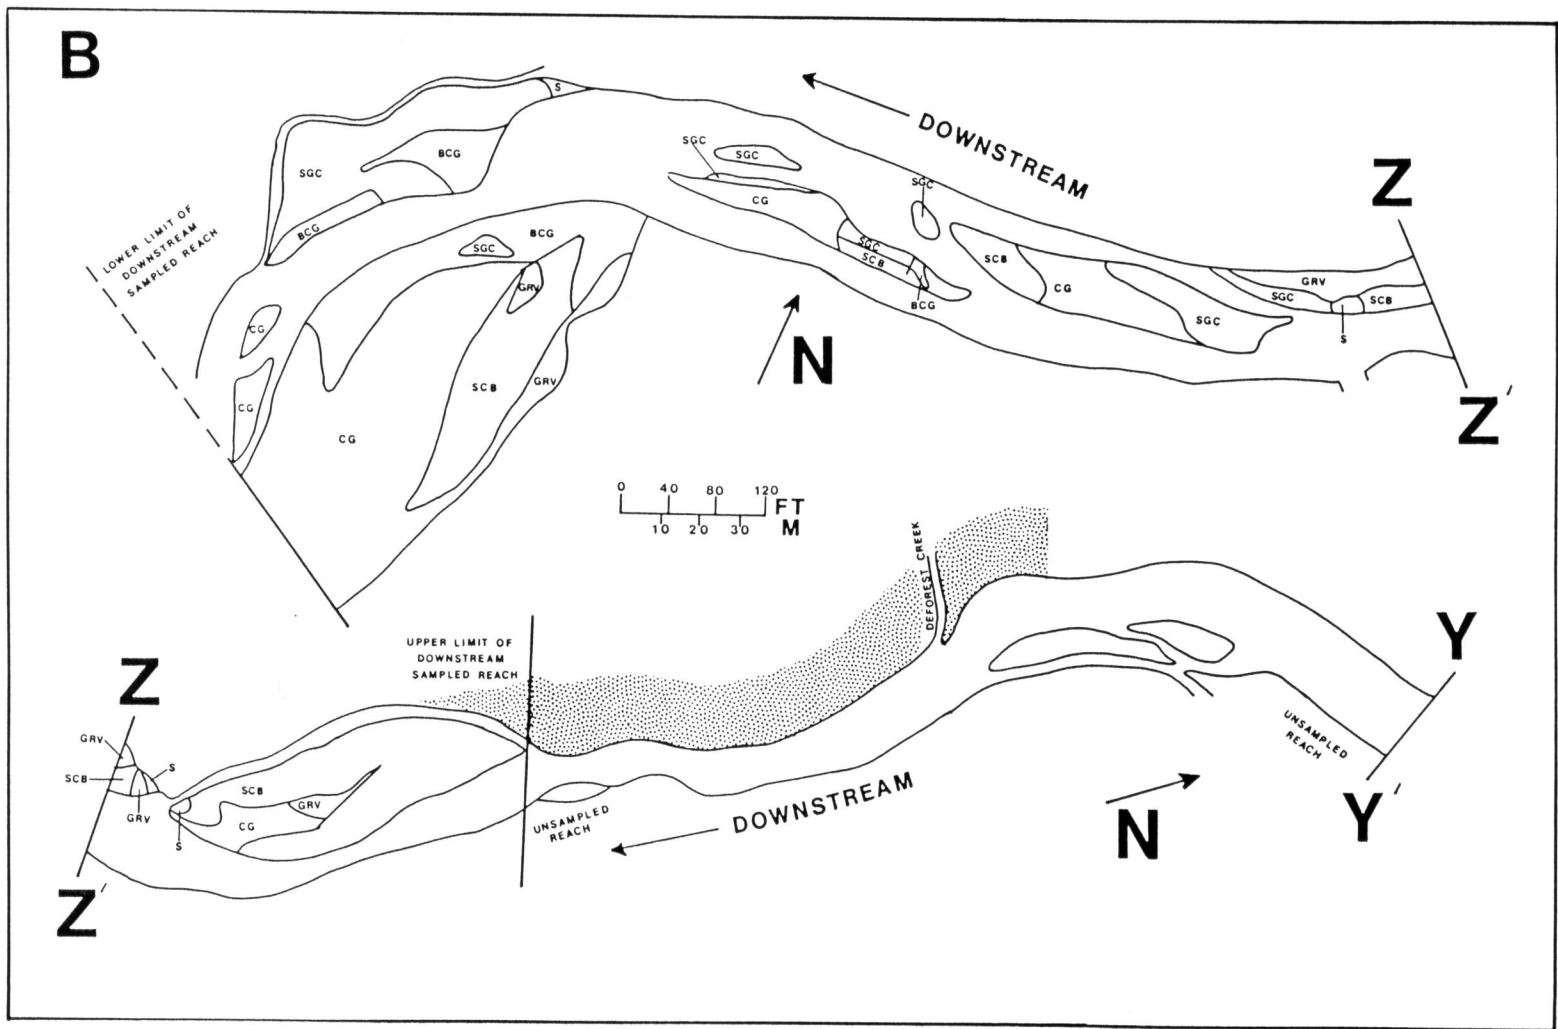 B
S
SGC
BCG
BCG
LOWER LIMIT OF
DOWNSTREAM
SAMPLED REACH
CG
CG
CG
SGC
BCG
GRV
SCB
GRV
DOWNSTREAM
SGC
SGC
CG
SGC
SCB
BCG
SGC
SCB
CG
SGC
GRV
SGC
SCB
S
Z
Z'
N
0 40 80 120
FT
10 20 30
M
DEFOREST CREEK
UPPER LIMIT OF
DOWNSTREAM
SAMPLED REACH
Z
GRV
SCB
S
GRV
S
SCB
GRV
CG
Z'
UNSAMPLED
REACH
DOWNSTREAM
UNSAMPLED
REACH
N
Y
Y'